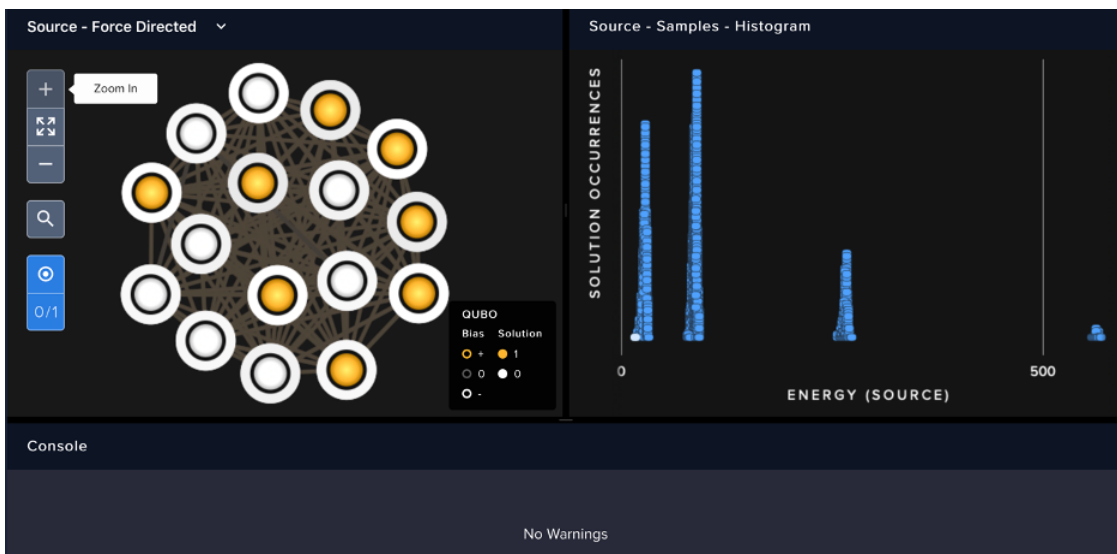 Source - Force Directed
Source - Samples - Histogram
+
Zoom In
−
0/1
QUBO
Bias Solution
+ 1
0 0
-
SOLUTION OCCURRENCES
0
500
ENERGY (SOURCE)
Console
No Warnings